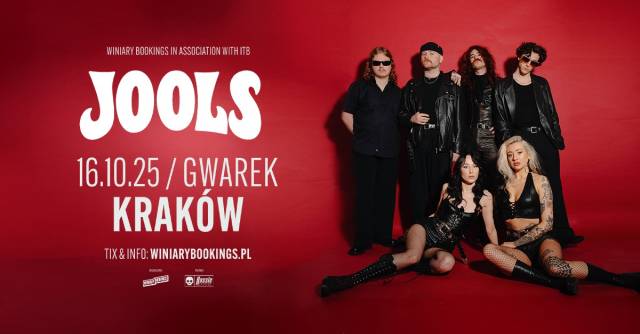 WINIARY BOOKINGS IN ASSOCIATION WITH ITB
JOOLS
16.10.25 / GWAREK
KRAKÓW
TIX & INFO: WINIARYBOOKINGS.PL